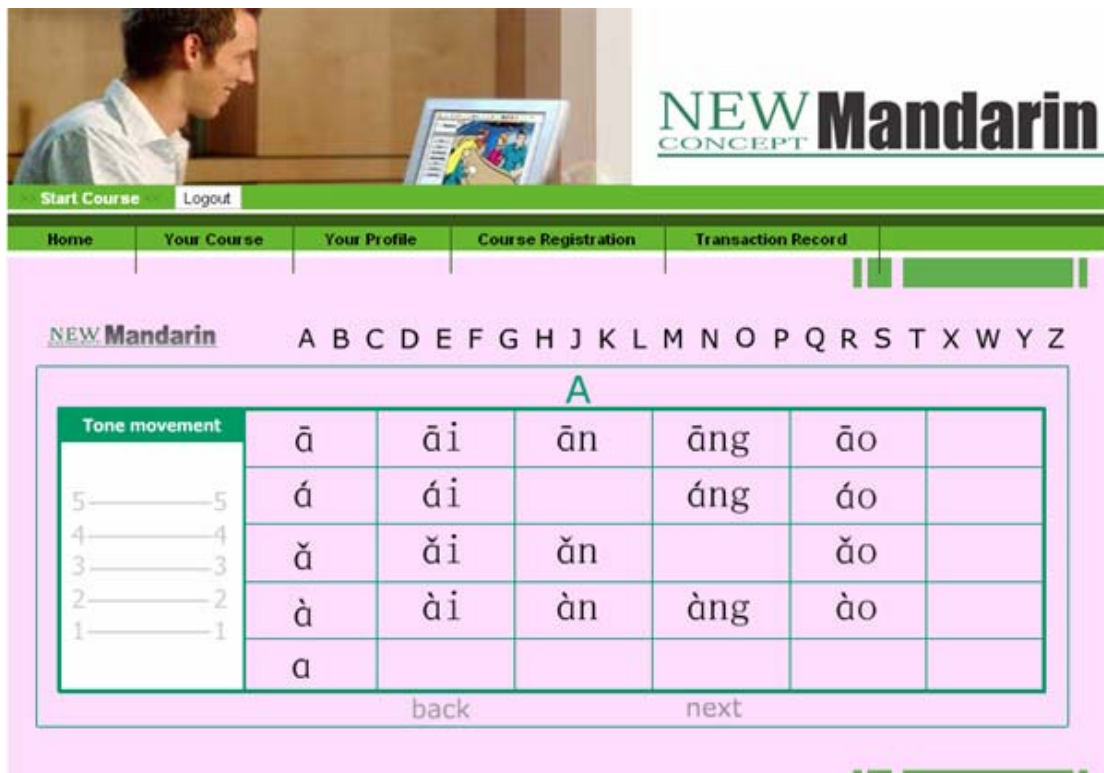 NEW CONCEPT Mandarin
Start Course Logout
Home Your Course Your Profile Course Registration Transaction Record
NEW Mandarin
A B C D E F G H J K L M N O P Q R S T X W Y Z
A
Tone movement
ā āi ān āng āo
á ái áng áo
ǎ ǎi ǎn ǎo
à ài àn àng ào
a
5 5
4 4
3 3
2 2
1 1
back next